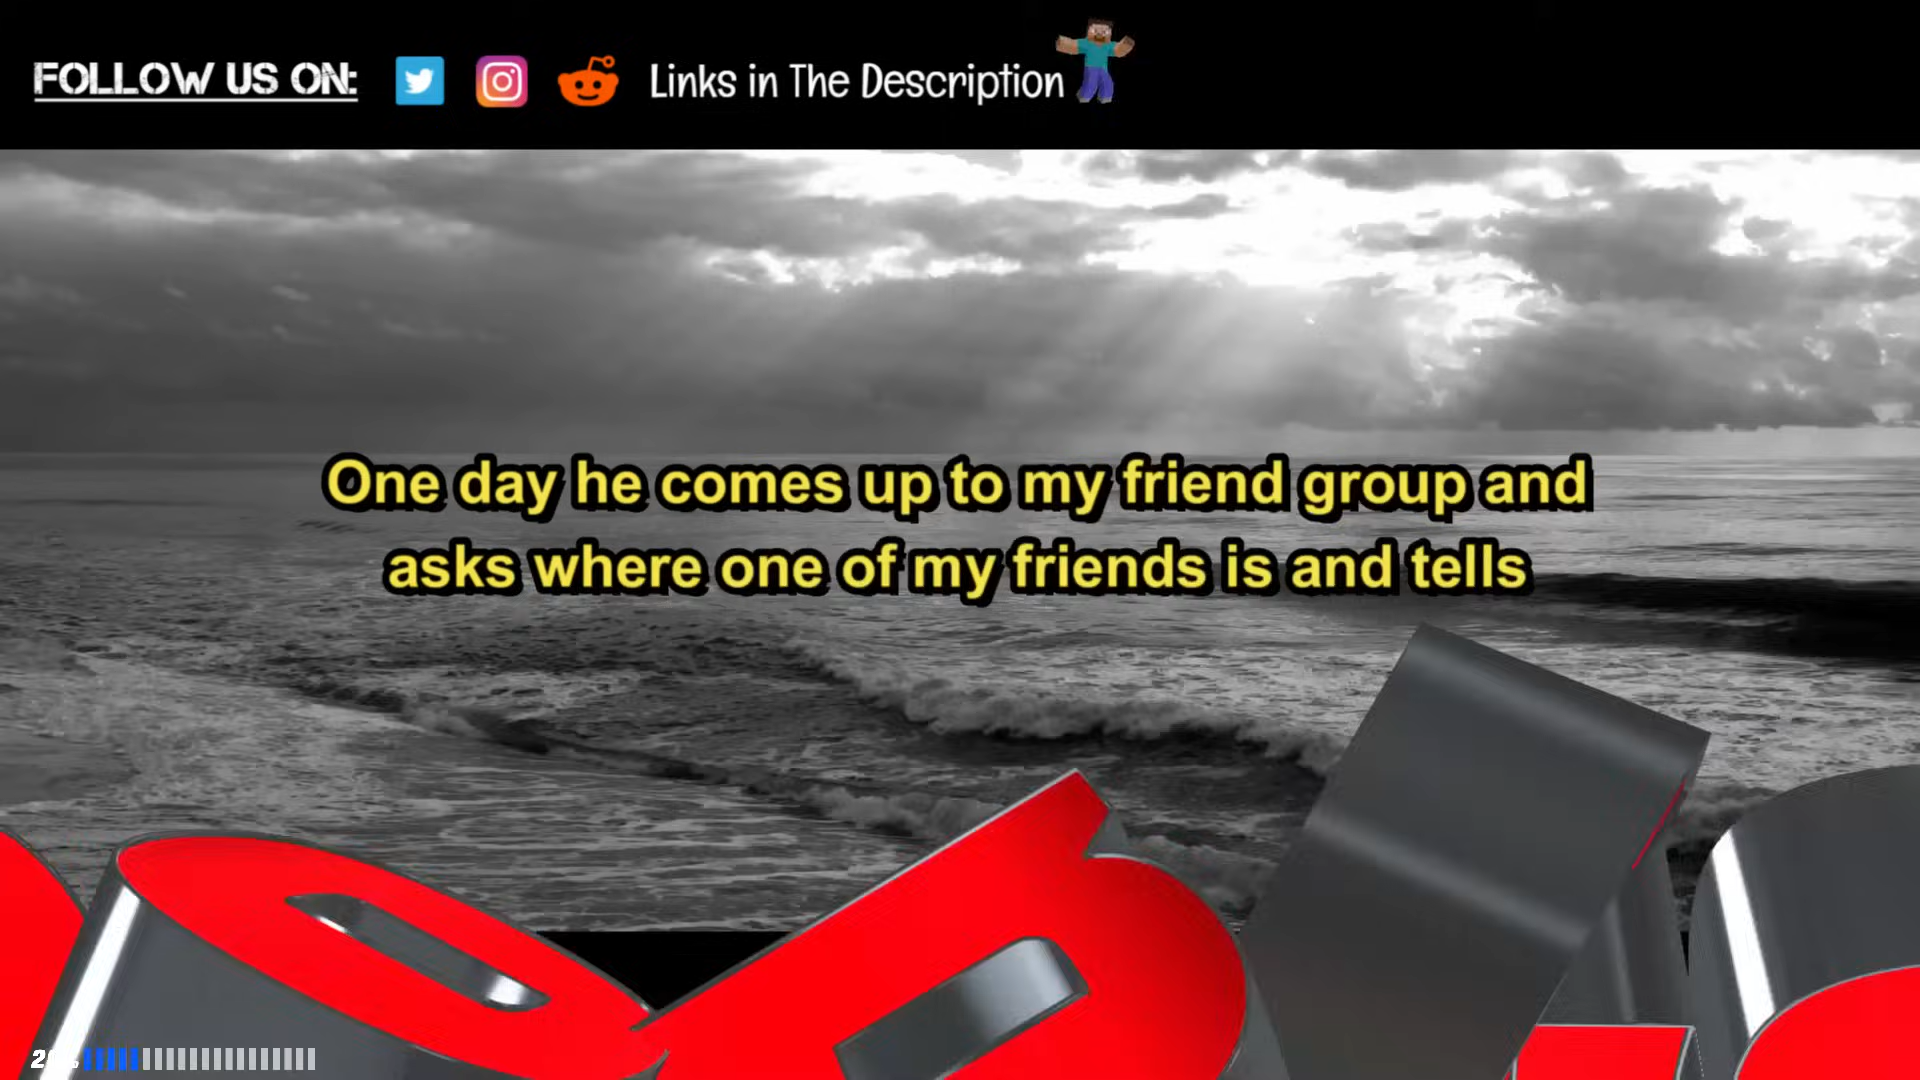 FOLLOW US ON: Links in The Description
One day he comes up to my friend group and
asks where one of my friends is and tells